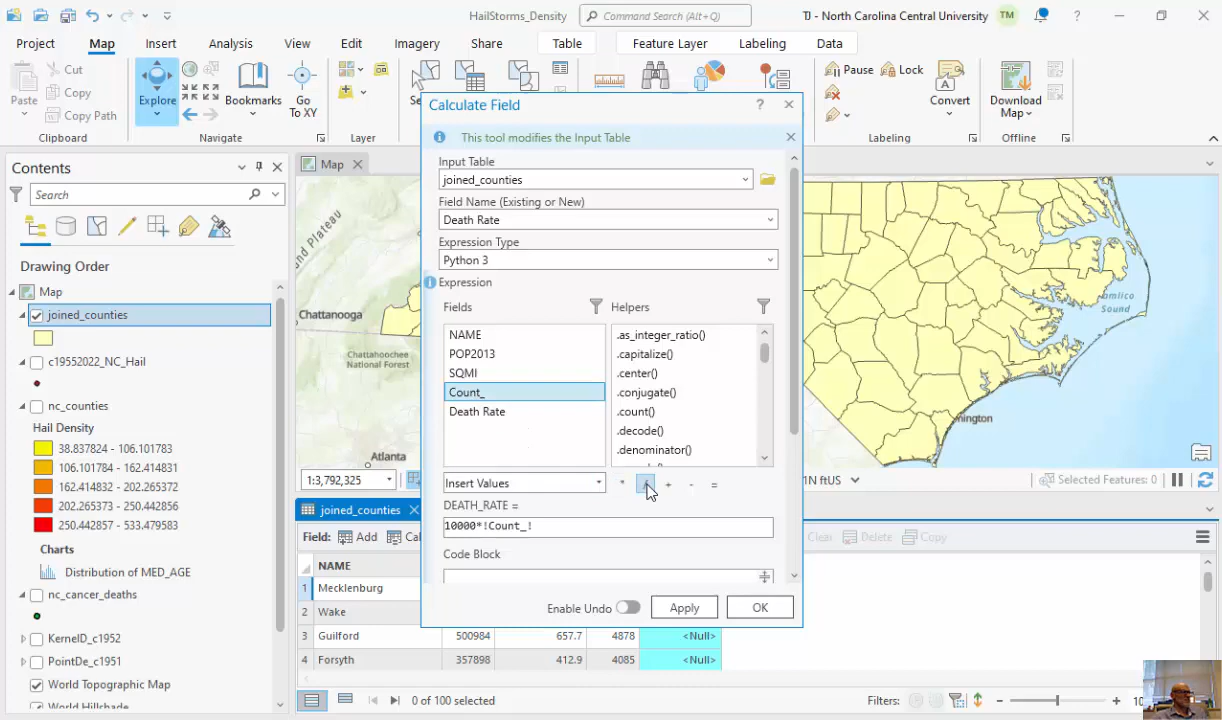 HailStorms_Density
Command Search (Alt+Q)
TJ - North Carolina Central University
TM
?
Project
Map
Insert
Analysis
View
Edit
Imagery
Share
Table
Feature Layer
Labeling
Data
Paste
Cut
Copy
Copy Path
Clipboard
Explore
Bookmarks
Go
To XY
Navigate
Layer
Pause
Lock
Labeling
Convert
Download
Map
Offline
Contents
Search
Drawing Order
Map
joined_counties
c19552022_NC_Hail
nc_counties
Hail Density
38.837824 - 106.101783
106.101784 - 162.414831
162.414832 - 202.265372
202.265373 - 250.442856
250.442857 - 533.479583
Charts
Distribution of MED_AGE
nc_cancer_deaths
KernelD_c1952
PointDe_c1951
World Topographic Map
World Hillshade
Map
Chattanooga
Chattahoochee
National Forest
Atlanta
1:3,792,325
Calculate Field
?
This tool modifies the Input Table
Input Table
joined_counties
Field Name (Existing or New)
Death Rate
Expression Type
Python 3
Expression
Fields
Helpers
NAME
POP2013
SQMI
Count_
Death Rate
.as_integer_ratio()
.capitalize()
.center()
.conjugate()
.count()
.decode()
.denominator()
Insert Values
*
/
+
-
=
DEATH_RATE =
10000*!Count_!
Code Block
Enable Undo
Apply
OK
Sound
1N ftUS
Selected Features: 0
joined_counties
Field:
Add
Clear
Delete
Copy
NAME
1 Mecklenburg
2 Wake
3 Guilford 500984 657.7 4878 <Null>
4 Forsyth 357898 412.9 4085 <Null>
0 of 100 selected
Filters: